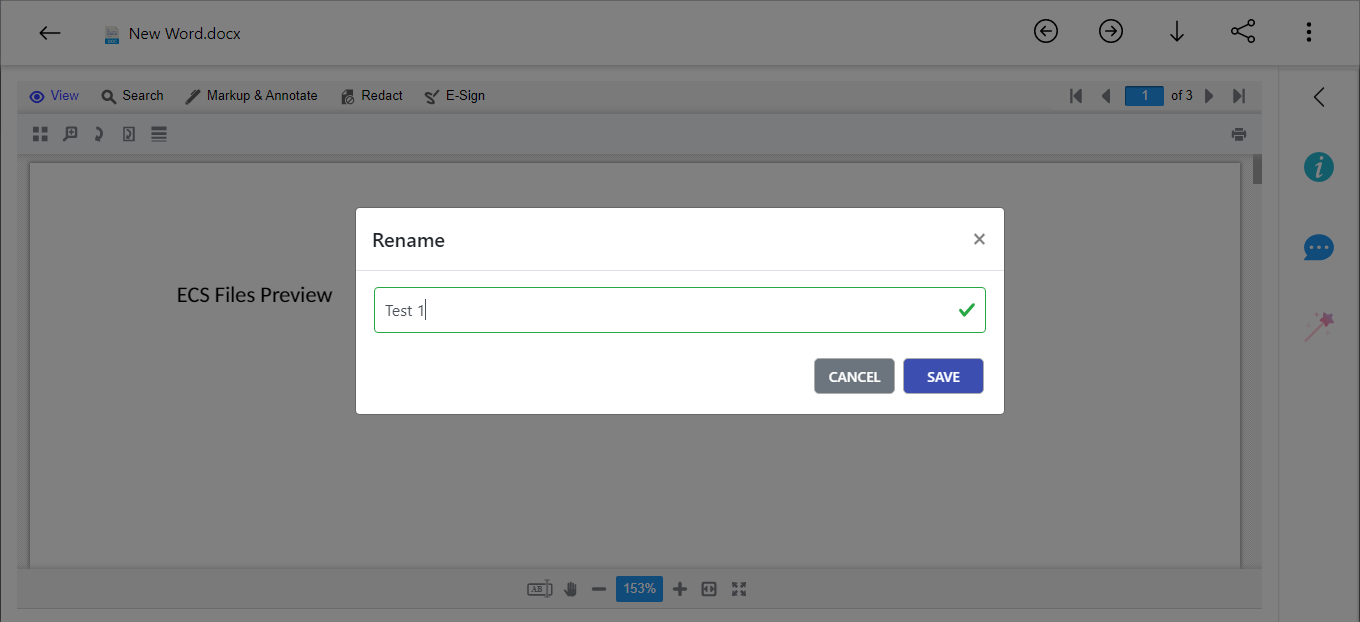 New Word.docx
View Search Markup & Annotate Redact E-Sign 1 of 3
Rename ×
ECS Files Preview
Test 1
CANCEL SAVE
AB 153%